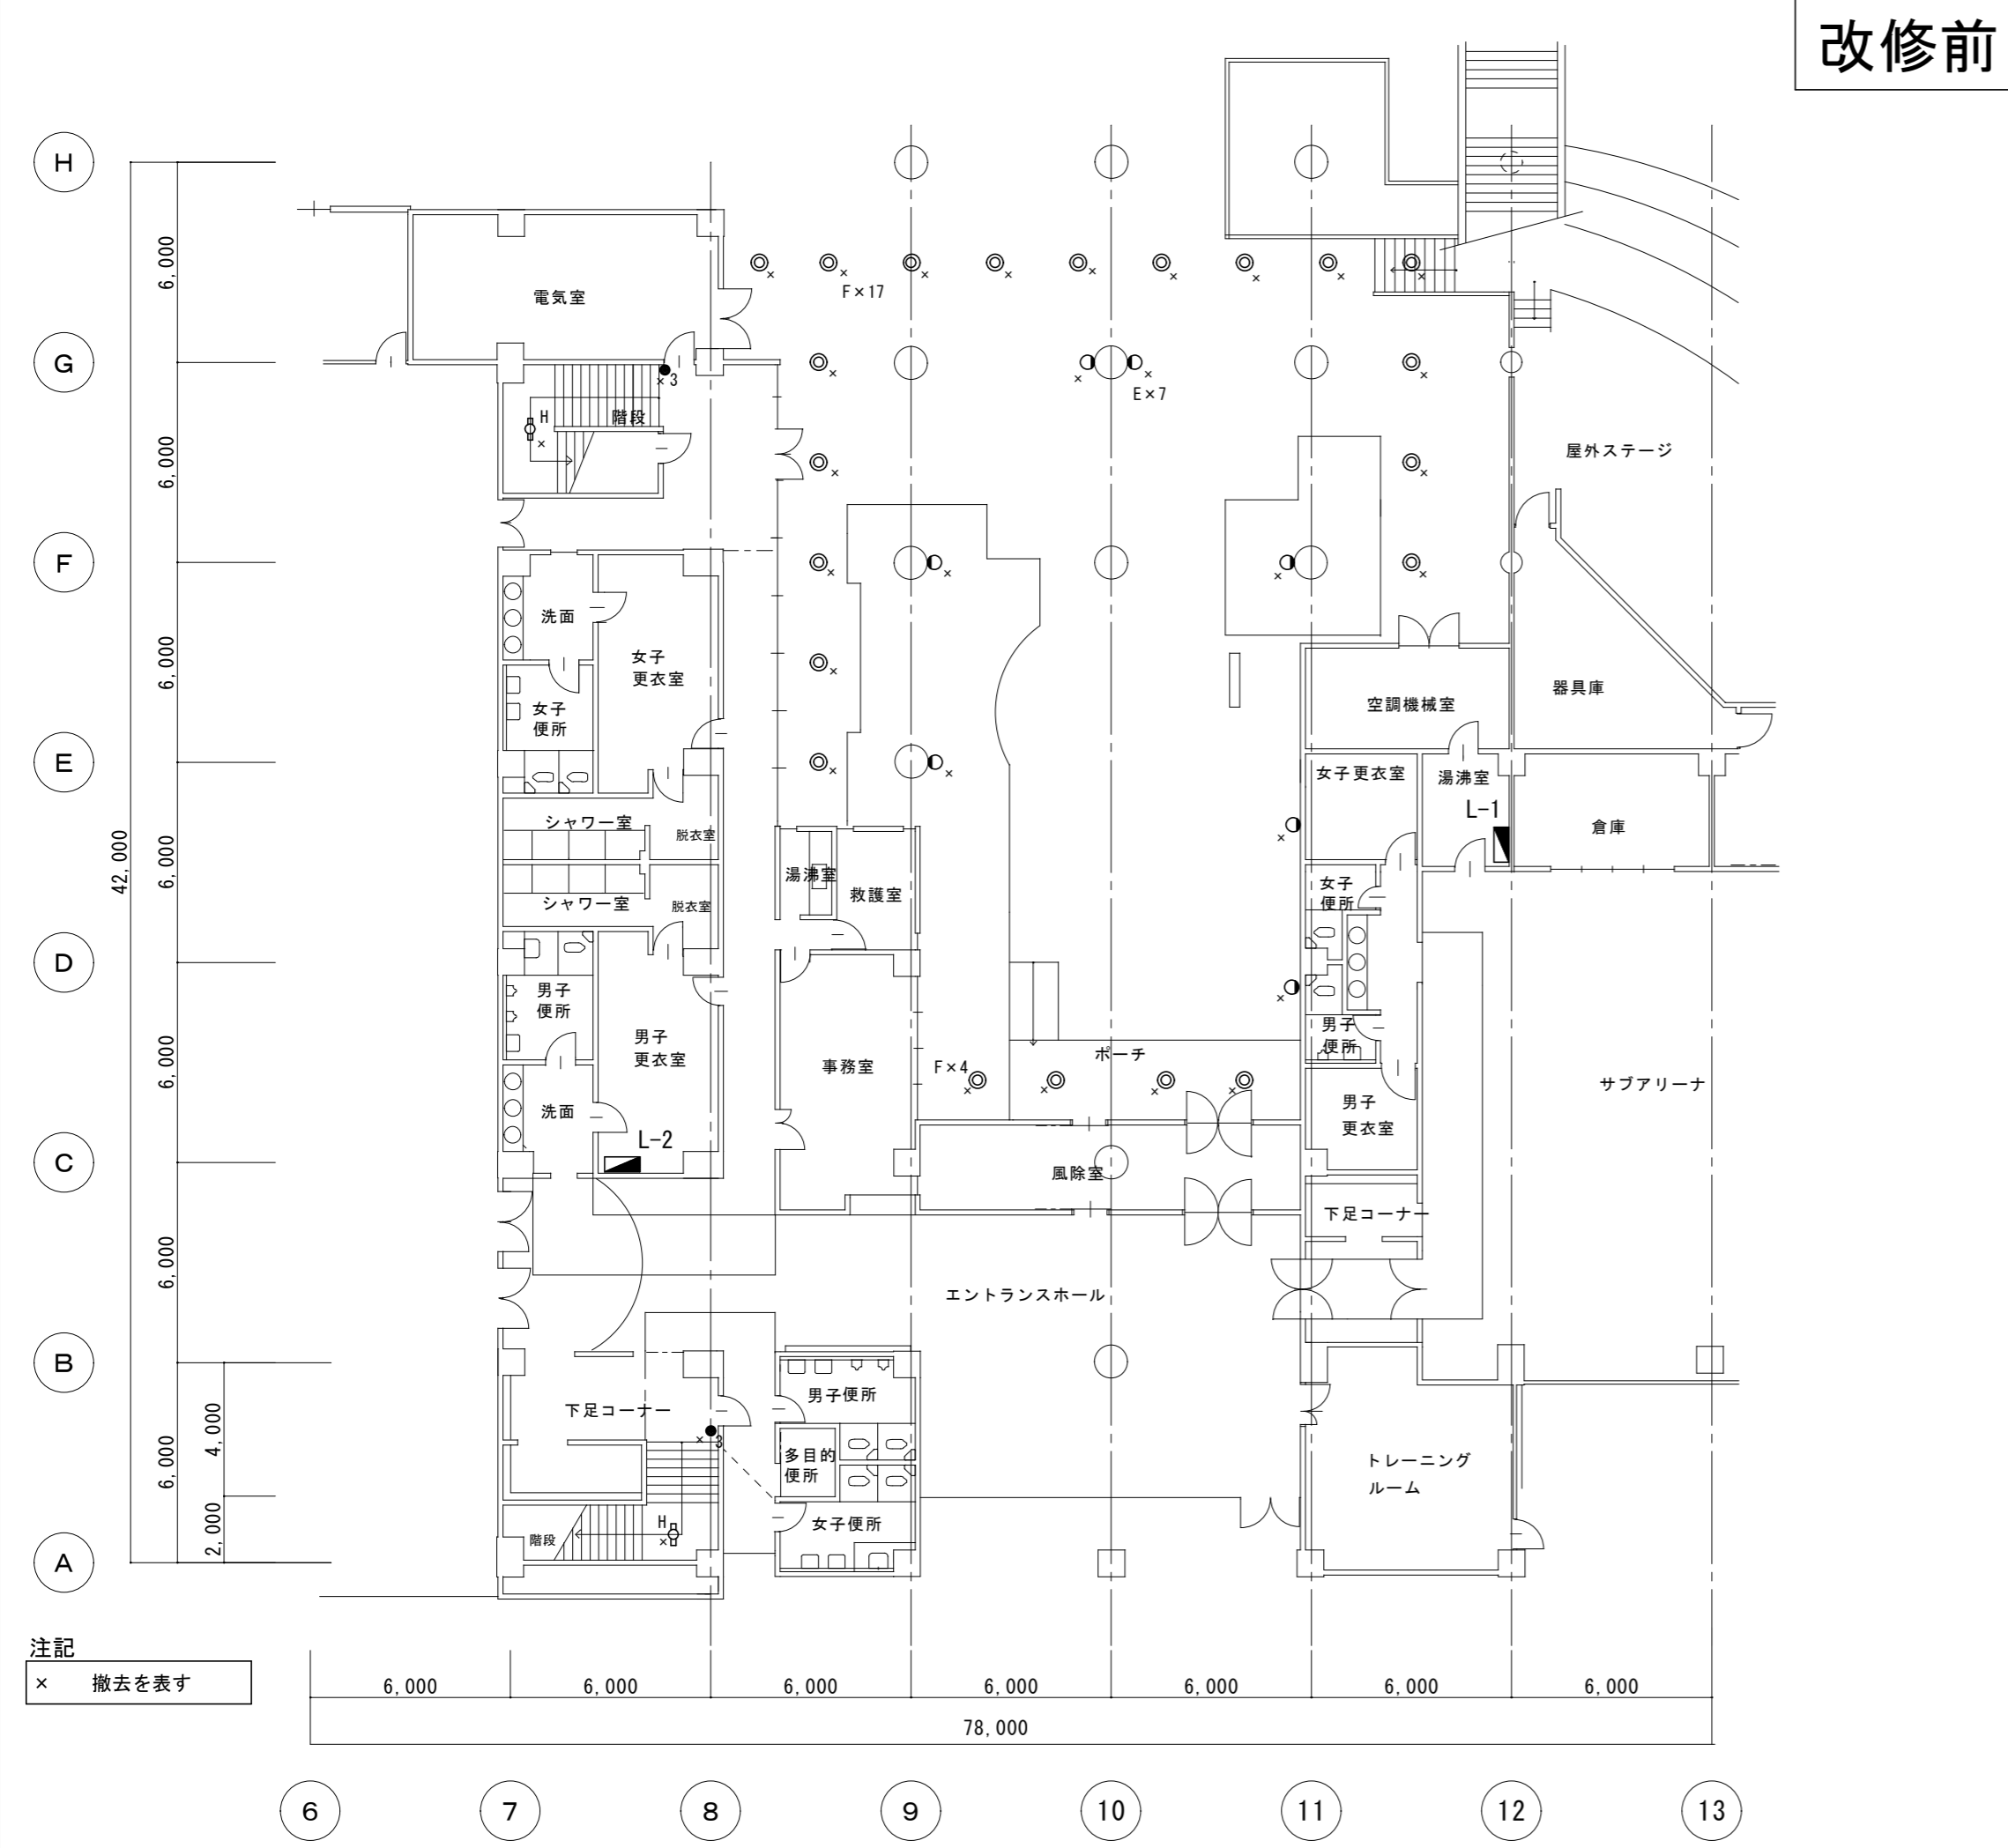 改修前
H
6,000
電気室
F×17
G
× 3
E×7
H
階段
6,000
屋外ステージ
F
洗面
女子
更衣室
6,000
器具庫
空調機械室
女子
便所
E
女子更衣室
湯沸室
L-1
シャワー室
脱衣室
倉庫
42,000
6,000
湯沸室
救護室
女子
便所
シャワー室
脱衣室
D
男子
便所
男子
更衣室
男子
便所
6,000
事務室
F×4
ポーチ
サブアリーナ
洗面
男子
更衣室
L-2
C
風除室
下足コーナー
6,000
エントランスホール
B
男子便所
下足コーナー
4,000
× 3
多目的
便所
トレーニング
ルーム
6,000
女子便所
H
2,000
階段
A
注記
× 撤去を表す
6,000 6,000 6,000 6,000 6,000 6,000 6,000
78,000
6 7 8 9 10 11 12 13